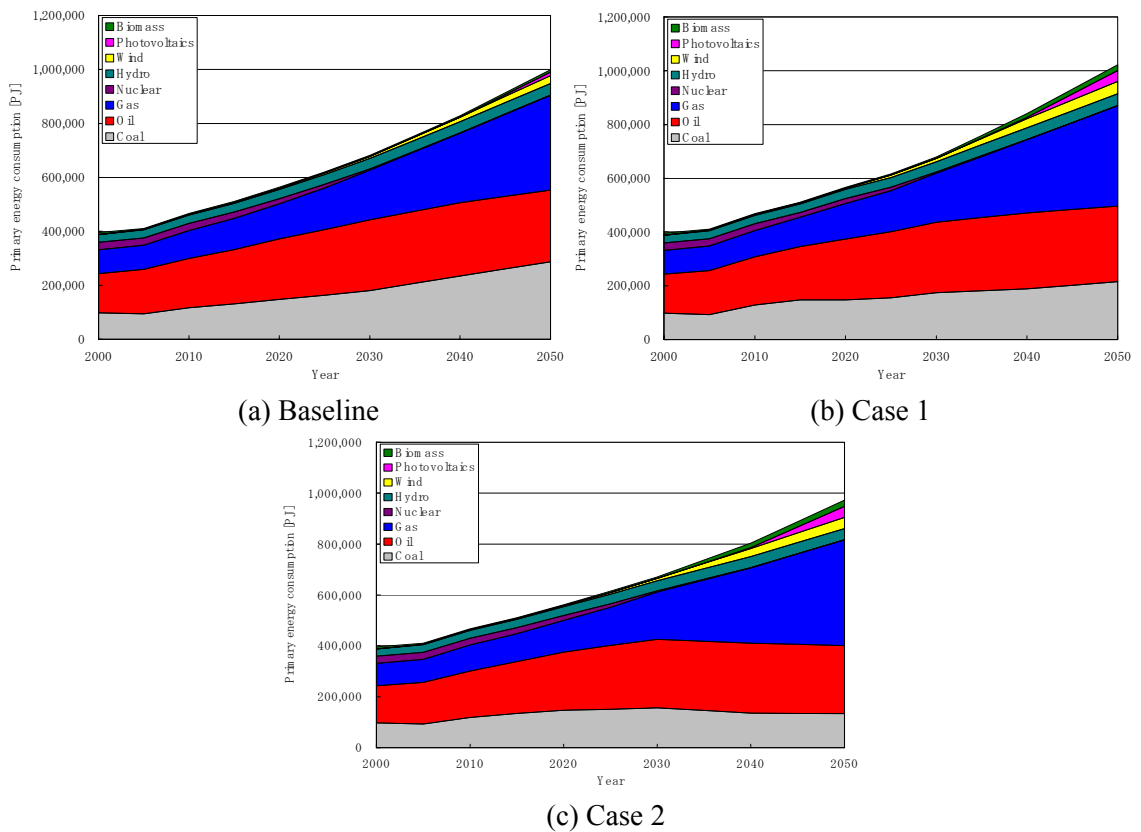 1,200,000
1,000,000
800,000
600,000
400,000
200,000
0
Primary energy consumption [PJ]
Biomass
Photovoltaics
Wind
Hydro
Nuclear
Gas
Oil
Coal
2000 2010 2020 2030 2040 2050
Year
(a) Baseline
1,200,000
1,000,000
800,000
600,000
400,000
200,000
0
Primary energy consumption [PJ]
Biomass
Photovoltaics
Wind
Hydro
Nuclear
Gas
Oil
Coal
2000 2010 2020 2030 2040 2050
Year
(b) Case 1
1,200,000
1,000,000
800,000
600,000
400,000
200,000
0
Primary energy consumption [PJ]
Biomass
Photovoltaics
Wind
Hydro
Nuclear
Gas
Oil
Coal
2000 2010 2020 2030 2040 2050
Year
(c) Case 2